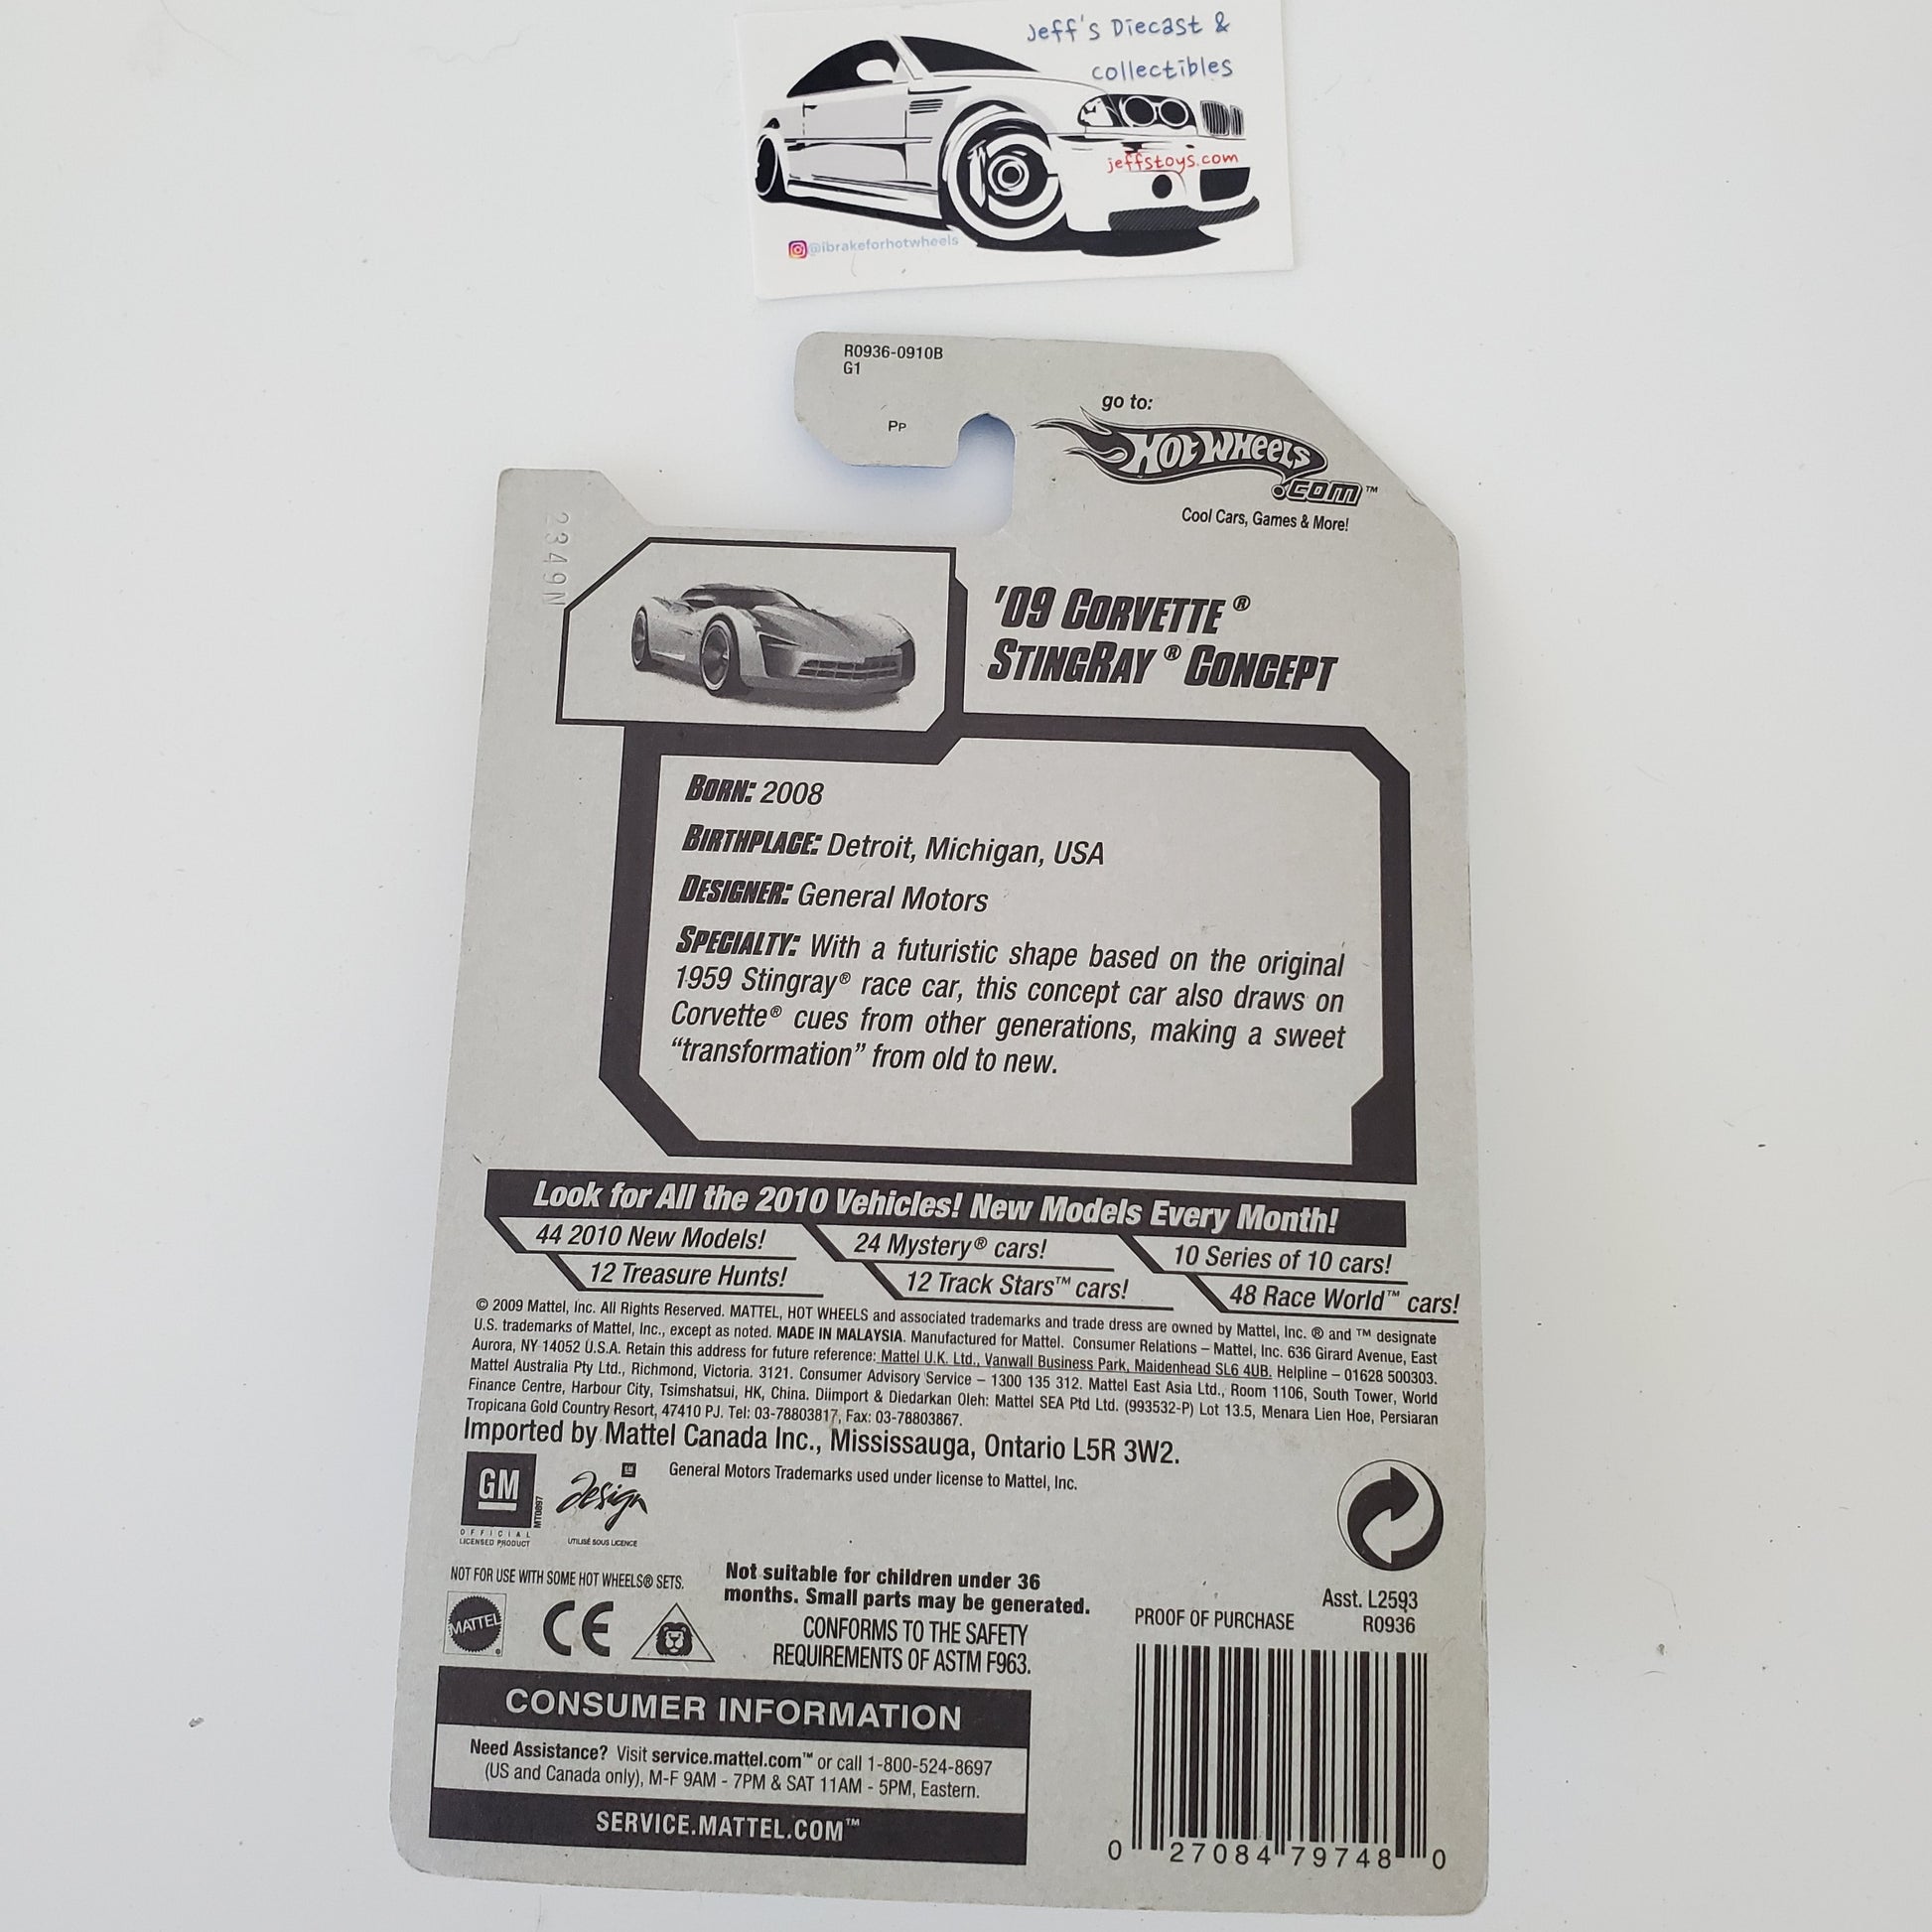 Jeff's Diecast &
collectibles
jeffstoys.com
@ibrakeforhotwheels
R0936-0910B
G1
PP
go to:
HOT WHEELS
.COM™
Cool Cars, Games & More!
2349N
'09 CORVETTE®
STINGRAY® CONCEPT
BORN: 2008
BIRTHPLACE: Detroit, Michigan, USA
DESIGNER: General Motors
SPECIALTY: With a futuristic shape based on the original
1959 Stingray® race car, this concept car also draws on
Corvette® cues from other generations, making a sweet
“transformation” from old to new.
Look for All the 2010 Vehicles! New Models Every Month!
44 2010 New Models!
24 Mystery® cars!
10 Series of 10 cars!
12 Treasure Hunts!
12 Track Stars™ cars!
48 Race World™ cars!
© 2009 Mattel, Inc. All Rights Reserved. MATTEL, HOT WHEELS and associated trademarks and trade dress are owned by Mattel, Inc. ® and ™ designate
U.S. trademarks of Mattel, Inc., except as noted. MADE IN MALAYSIA. Manufactured for Mattel. Consumer Relations – Mattel, Inc. 636 Girard Avenue, East
Aurora, NY 14052 U.S.A. Retain this address for future reference: Mattel U.K. Ltd., Vanwall Business Park, Maidenhead SL6 4UB. Helpline – 01628 500303.
Mattel Australia Pty Ltd., Richmond, Victoria. 3121. Consumer Advisory Service – 1300 135 312. Mattel East Asia Ltd., Room 1106, South Tower, World
Finance Centre, Harbour City, Tsimshatsui, HK, China. Diimport & Diedarkan Oleh: Mattel SEA Ptd Ltd. (993532-P) Lot 13.5, Menara Lien Hoe, Persiaran
Tropicana Gold Country Resort, 47410 PJ. Tel: 03-78803817, Fax: 03-78803867.
Imported by Mattel Canada Inc., Mississauga, Ontario L5R 3W2.
GM
OFFICIAL
LICENSED PRODUCT
MT0897
GM
design
UTILISÉ SOUS LICENCE
General Motors Trademarks used under license to Mattel, Inc.
NOT FOR USE WITH SOME HOT WHEELS® SETS.
MATTEL
CE
Not suitable for children under 36
months. Small parts may be generated.
CONFORMS TO THE SAFETY
REQUIREMENTS OF ASTM F963.
Asst. L2593
PROOF OF PURCHASE
R0936
CONSUMER INFORMATION
Need Assistance? Visit service.mattel.com™ or call 1-800-524-8697
(US and Canada only), M-F 9AM - 7PM & SAT 11AM - 5PM, Eastern.
SERVICE.MATTEL.COM™
0 27084 79748 0